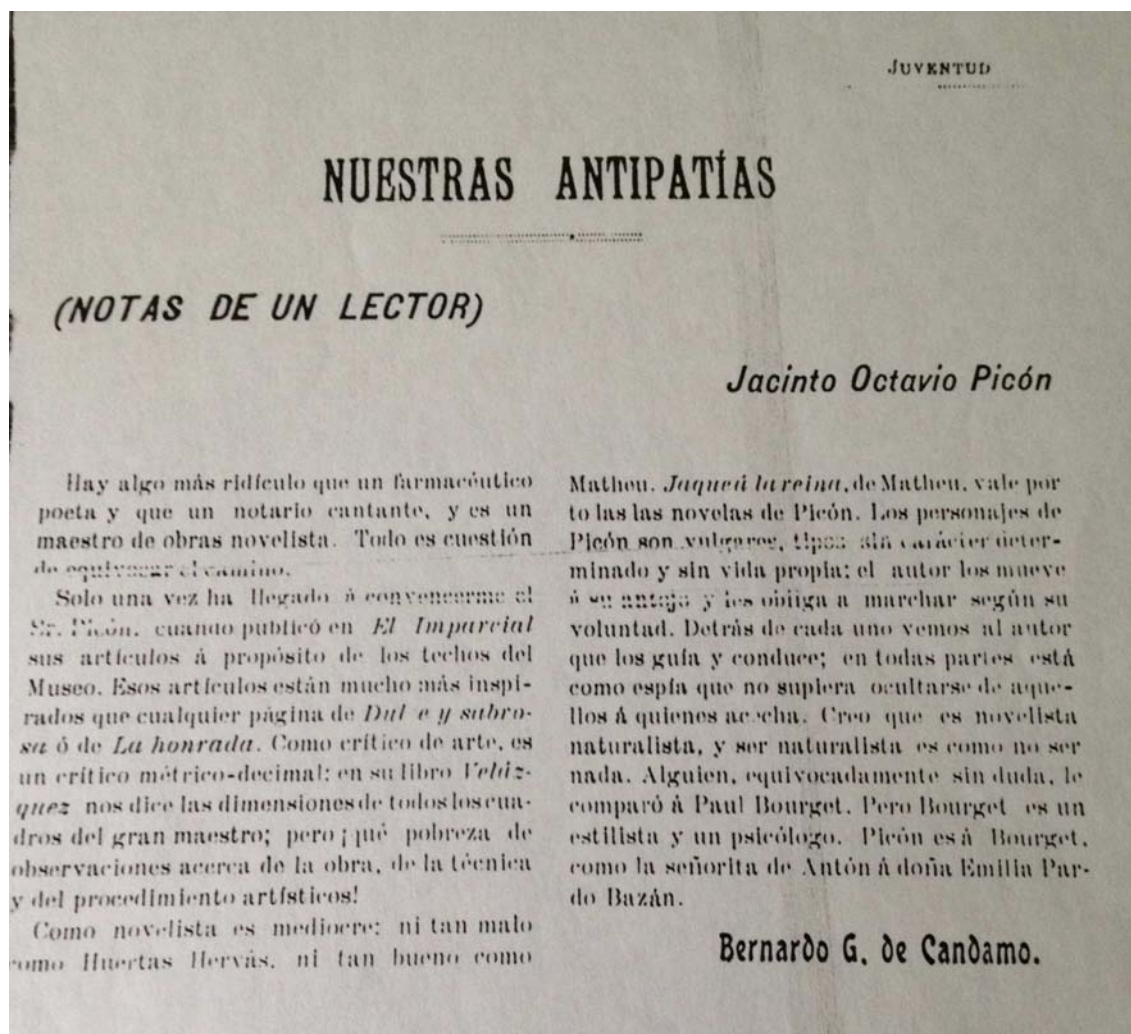 JUVENTUD
NUESTRAS ANTIPATÍAS
(NOTAS DE UN LECTOR)
Jacinto Octavio Picón
Hay algo más ridículo que un farmacéutico
poeta y que un notario cantante, y es un
maestro de obras novelista. Todo es cuestión
de equivocar el camino.
Solo una vez ha llegado á convencerme el
Sr. Picón, cuando publicó en El Imparcial
sus artículos á propósito de los techos del
Museo. Esos artículos están mucho más inspi-
rados que cualquier página de Dul e y sabro-
sa ó de La honrada. Como crítico de arte, es
un crítico métrico-decimal: en su libro Veláz-
quez nos dice las dimensiones de todos los cua-
dros del gran maestro; pero ¡ qué pobreza de
observaciones acerca de la obra, de la técnica
y del procedimiento artísticos!
Como novelista es mediocre: ni tan malo
como Huertas Hervás, ni tan bueno como
Matheu. Jaque á la reina, de Matheu, vale por
to las las novelas de Picón. Los personajes de
Picón son vulgares, tipos sin carácter deter-
minado y sin vida propia: el autor los mueve
á su antojo y les obliga a marchar según su
voluntad. Detrás de cada uno vemos al autor
que los guía y conduce; en todas partes está
como espía que no supiera ocultarse de aque-
llos á quienes acecha. Creo que es novelista
naturalista, y ser naturalista es como no ser
nada. Alguien, equivocadamente sin duda, le
comparó á Paul Bourget. Pero Bourget es un
estilista y un psicólogo. Picón es á Bourget,
como la señorita de Antón á doña Emilia Par-
do Bazán.
Bernardo G. de Candamo.